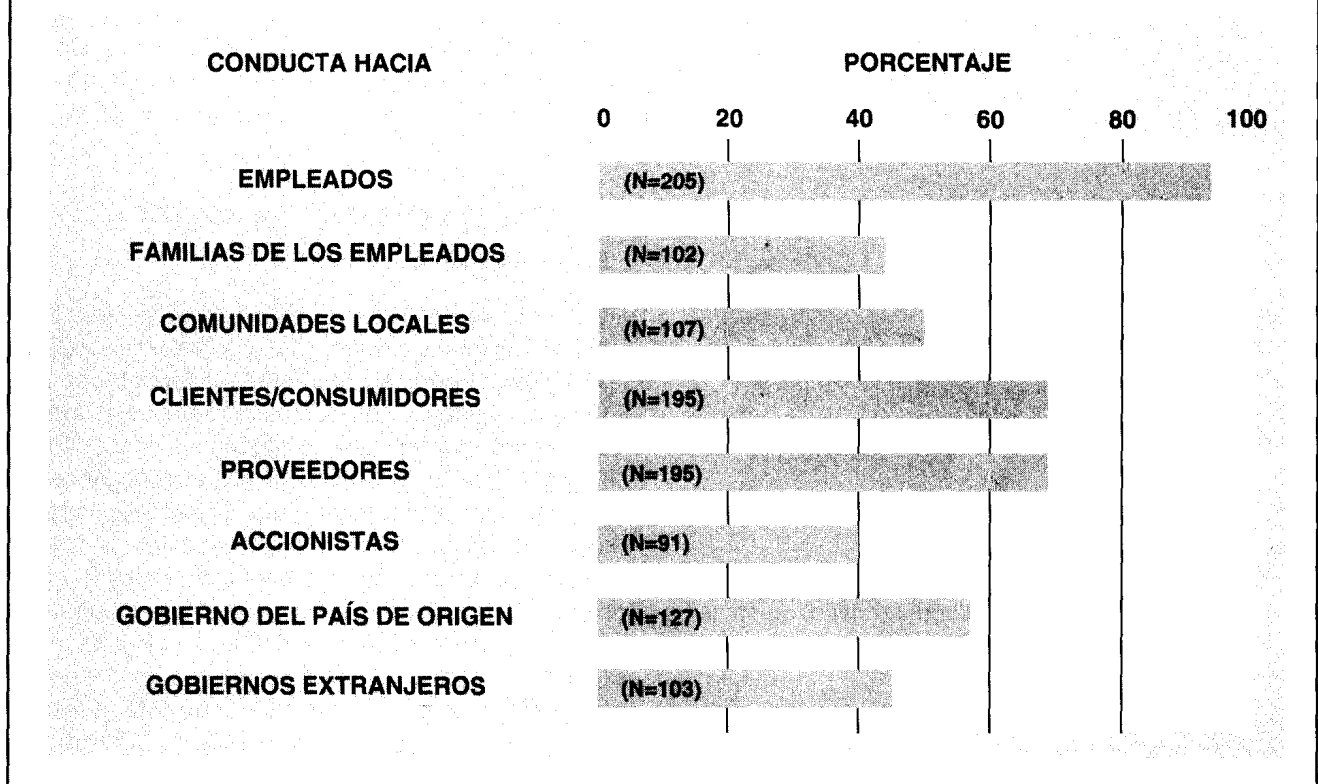 CONDUCTA HACIA PORCENTAJE
0 20 40 60 80 100
EMPLEADOS (N=205)
FAMILIAS DE LOS EMPLEADOS (N=102)
COMUNIDADES LOCALES (N=107)
CLIENTES/CONSUMIDORES (N=195)
PROVEEDORES (N=195)
ACCIONISTAS (N=91)
GOBIERNO DEL PAÍS DE ORIGEN (N=127)
GOBIERNOS EXTRANJEROS (N=103)